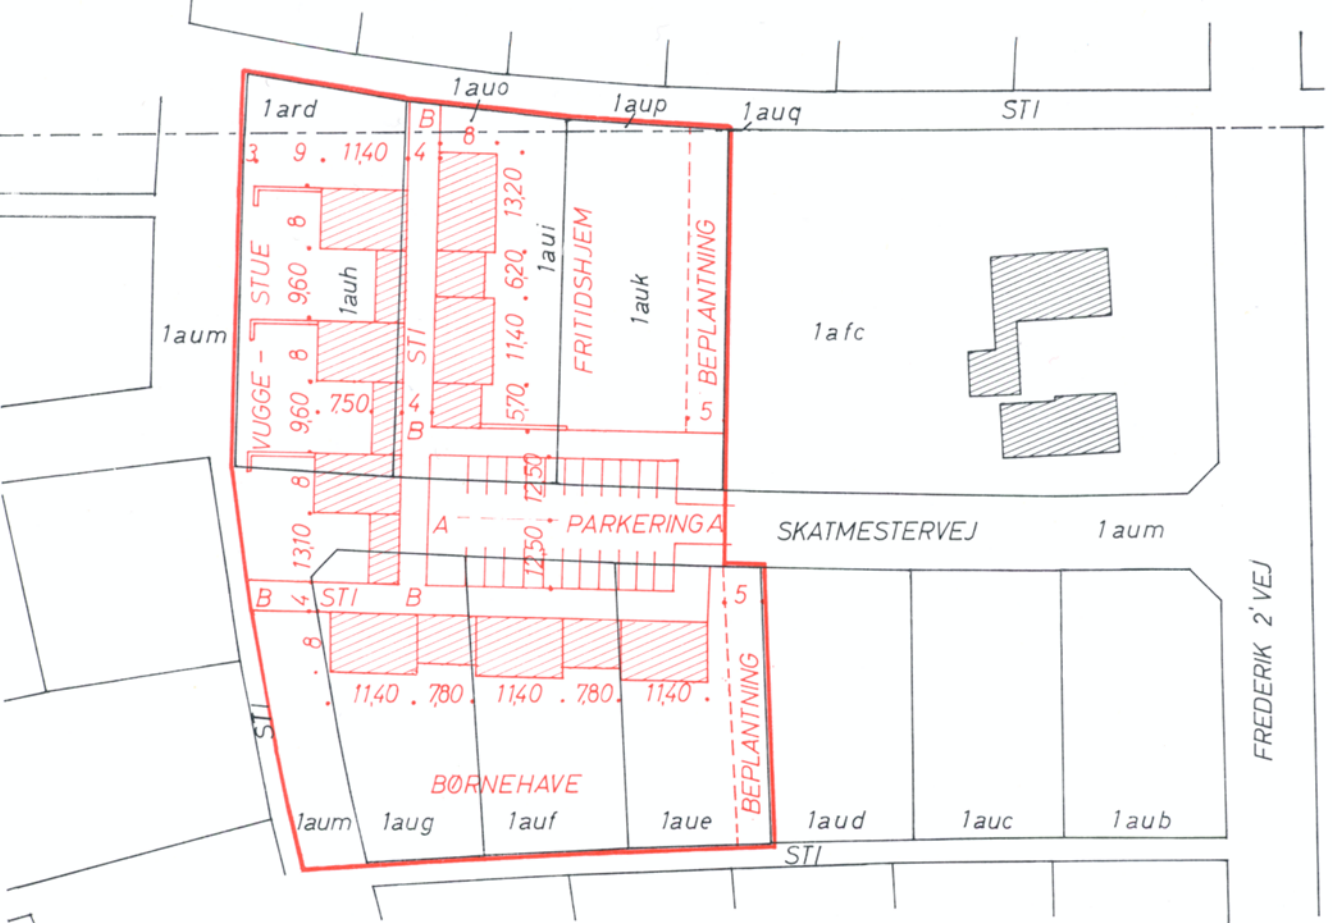 1auo
1aup
1auq
STI
1ard
B
8
3
9
11,40
4
13,20
8
STUE
9,60
1auh
6,20
1aui
FRITIDSHJEM
1auk
BEPLANTNING
1aum
STI
11,40
1afc
8
VUGGE-
9,60
7,50
4
5,70
5
B
8
12,50
A
PARKERING A
SKATMESTERVEJ
1aum
13,10
12,50
B
4
STI
B
5
8
FREDERIK 2' VEJ
11,40
7,80
11,40
7,80
11,40
STI
BEPLANTNING
BØRNEHAVE
1aum
1aug
1auf
1aue
1aud
1auc
1aub
STI